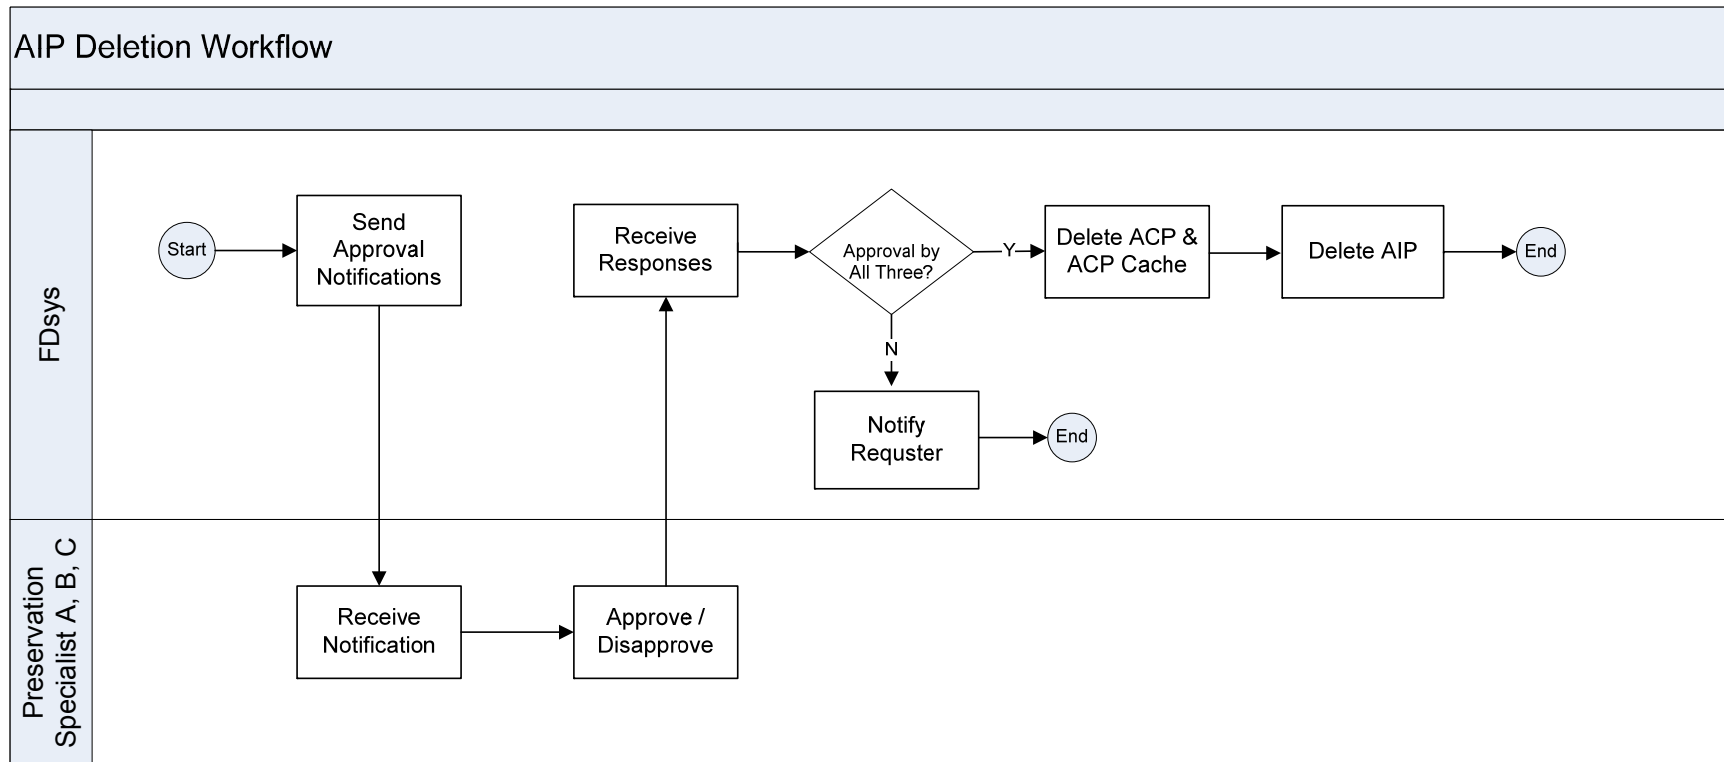 AIP Deletion Workflow
FDsys
Start
Send
Approval
Notifications
Receive
Responses
Approval by
All Three?
Y
Delete ACP &
ACP Cache
Delete AIP
End
N
Notify
Requster
End
Preservation
Specialist A, B, C
Receive
Notification
Approve /
Disapprove